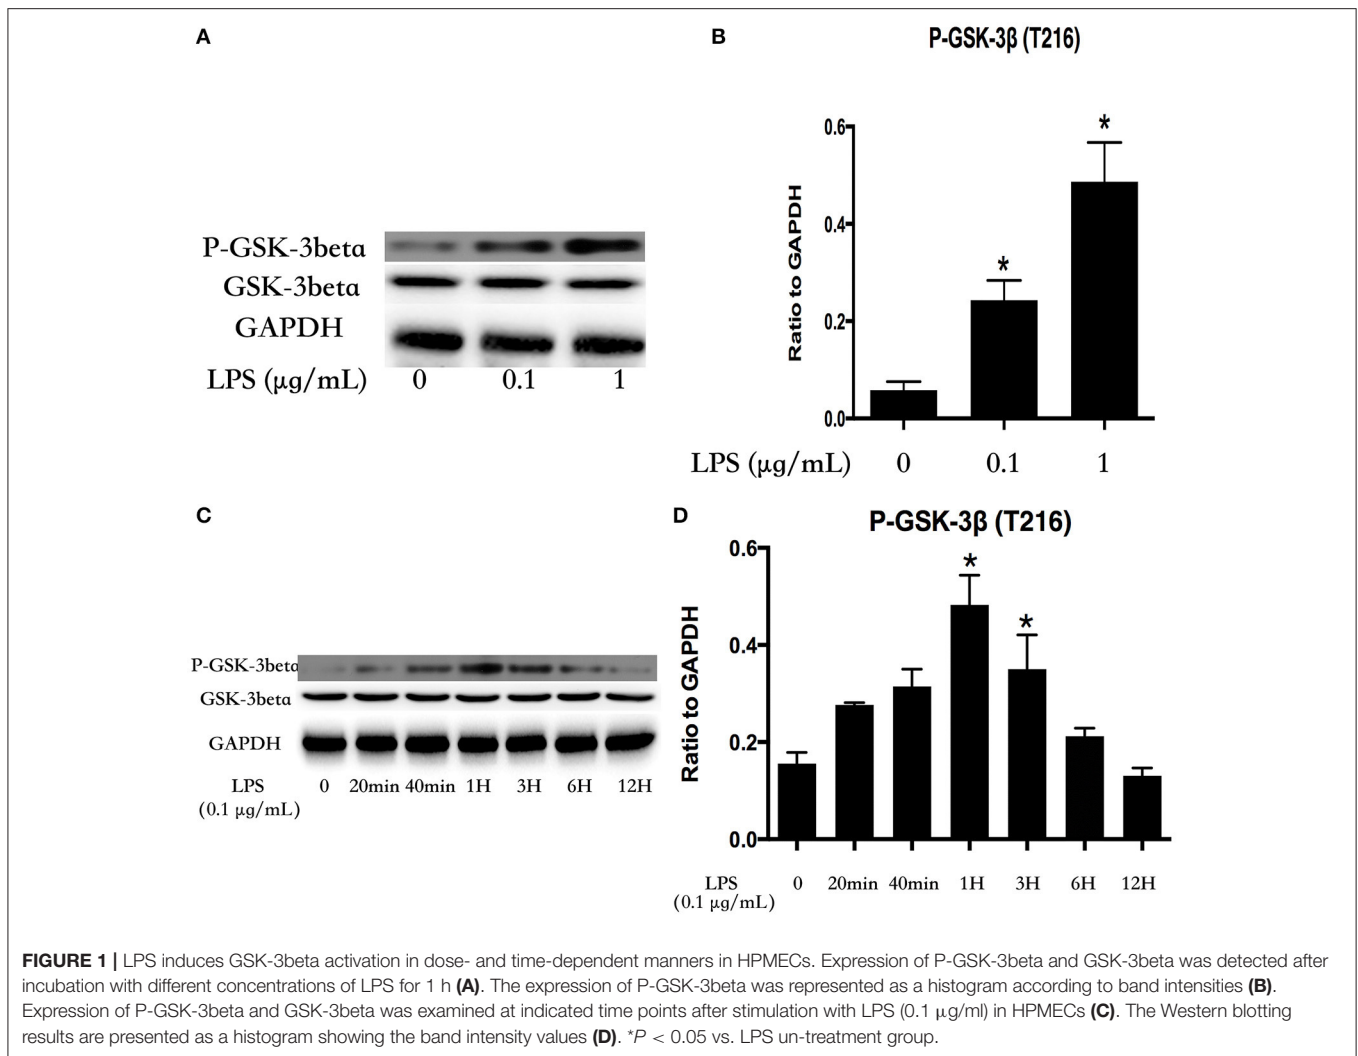 A
P-GSK-3beta
GSK-3beta
GAPDH
LPS (μg/mL) 0 0.1 1
B
P-GSK-3β (T216)
Ratio to GAPDH
0.6
0.4
0.2
0.0
*
*
LPS (μg/mL) 0 0.1 1
C
P-GSK-3beta
GSK-3beta
GAPDH
LPS 0 20min 40min 1H 3H 6H 12H
(0.1 μg/mL)
D
P-GSK-3β (T216)
Ratio to GAPDH
0.6
0.4
0.2
0.0
*
*
LPS 0 20min 40min 1H 3H 6H 12H
(0.1 μg/mL)
FIGURE 1 | LPS induces GSK-3beta activation in dose- and time-dependent manners in HPMECs. Expression of P-GSK-3beta and GSK-3beta was detected after
incubation with different concentrations of LPS for 1 h (A). The expression of P-GSK-3beta was represented as a histogram according to band intensities (B).
Expression of P-GSK-3beta and GSK-3beta was examined at indicated time points after stimulation with LPS (0.1 μg/ml) in HPMECs (C). The Western blotting
results are presented as a histogram showing the band intensity values (D). *P < 0.05 vs. LPS un-treatment group.